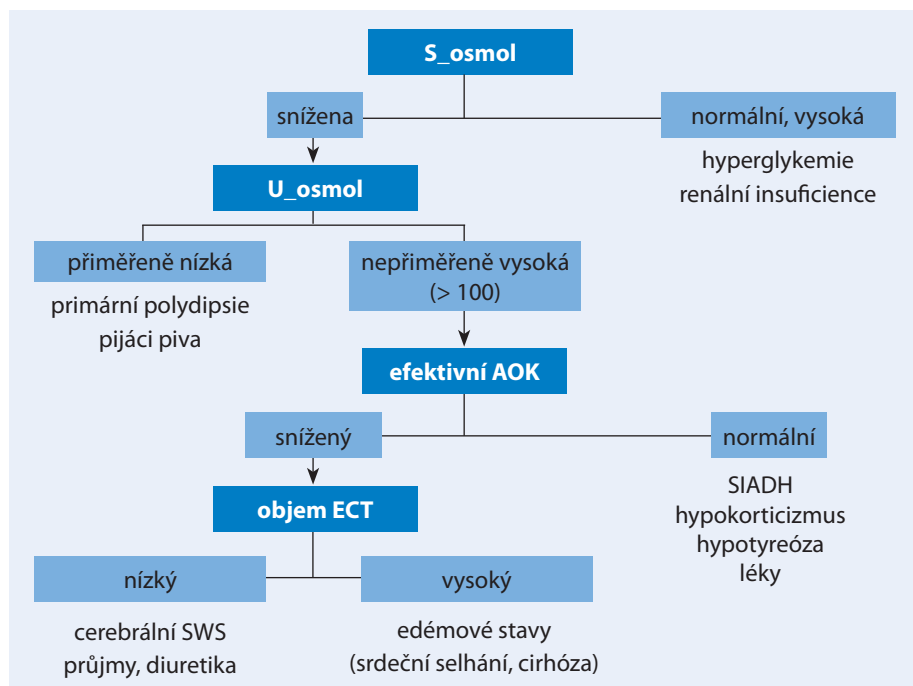 S_osmol
snížena
normální, vysoká
hyperglykemie
renální insuficience
U_osmol
přiměřeně nízká
primární polydipsie
pijáci piva
nepřiměřeně vysoká
(> 100)
efektivní AOK
snížený
normální
SIADH
hypokorticizmus
hypotyreóza
léky
objem ECT
nízký
cerebrální SWS
průjmy, diuretika
vysoký
edémové stavy
(srdeční selhání, cirhóza)